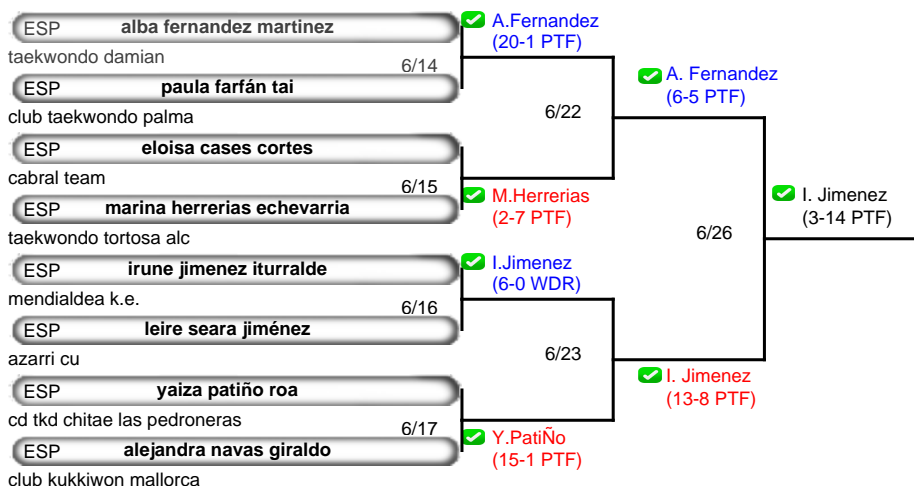 ESP alba fernandez martinez
taekwondo damian
6/14
ESP paula farfán tai
club taekwondo palma
ESP eloisa cases cortes
cabral team
6/15
ESP marina herrerias echevarria
taekwondo tortosa alc
ESP irune jimenez iturralde
mendialdea k.e.
6/16
ESP leire seara jiménez
azarri cu
ESP yaiza patiño roa
cd tkd chitae las pedroneras
6/17
ESP alejandra navas giraldo
club kukkiwon mallorca
A.Fernandez
(20-1 PTF)
6/22
M.Herrerias
(2-7 PTF)
I.Jimenez
(6-0 WDR)
6/23
Y.PatiÑo
(15-1 PTF)
A. Fernandez
(6-5 PTF)
6/26
I. Jimenez
(13-8 PTF)
I. Jimenez
(3-14 PTF)